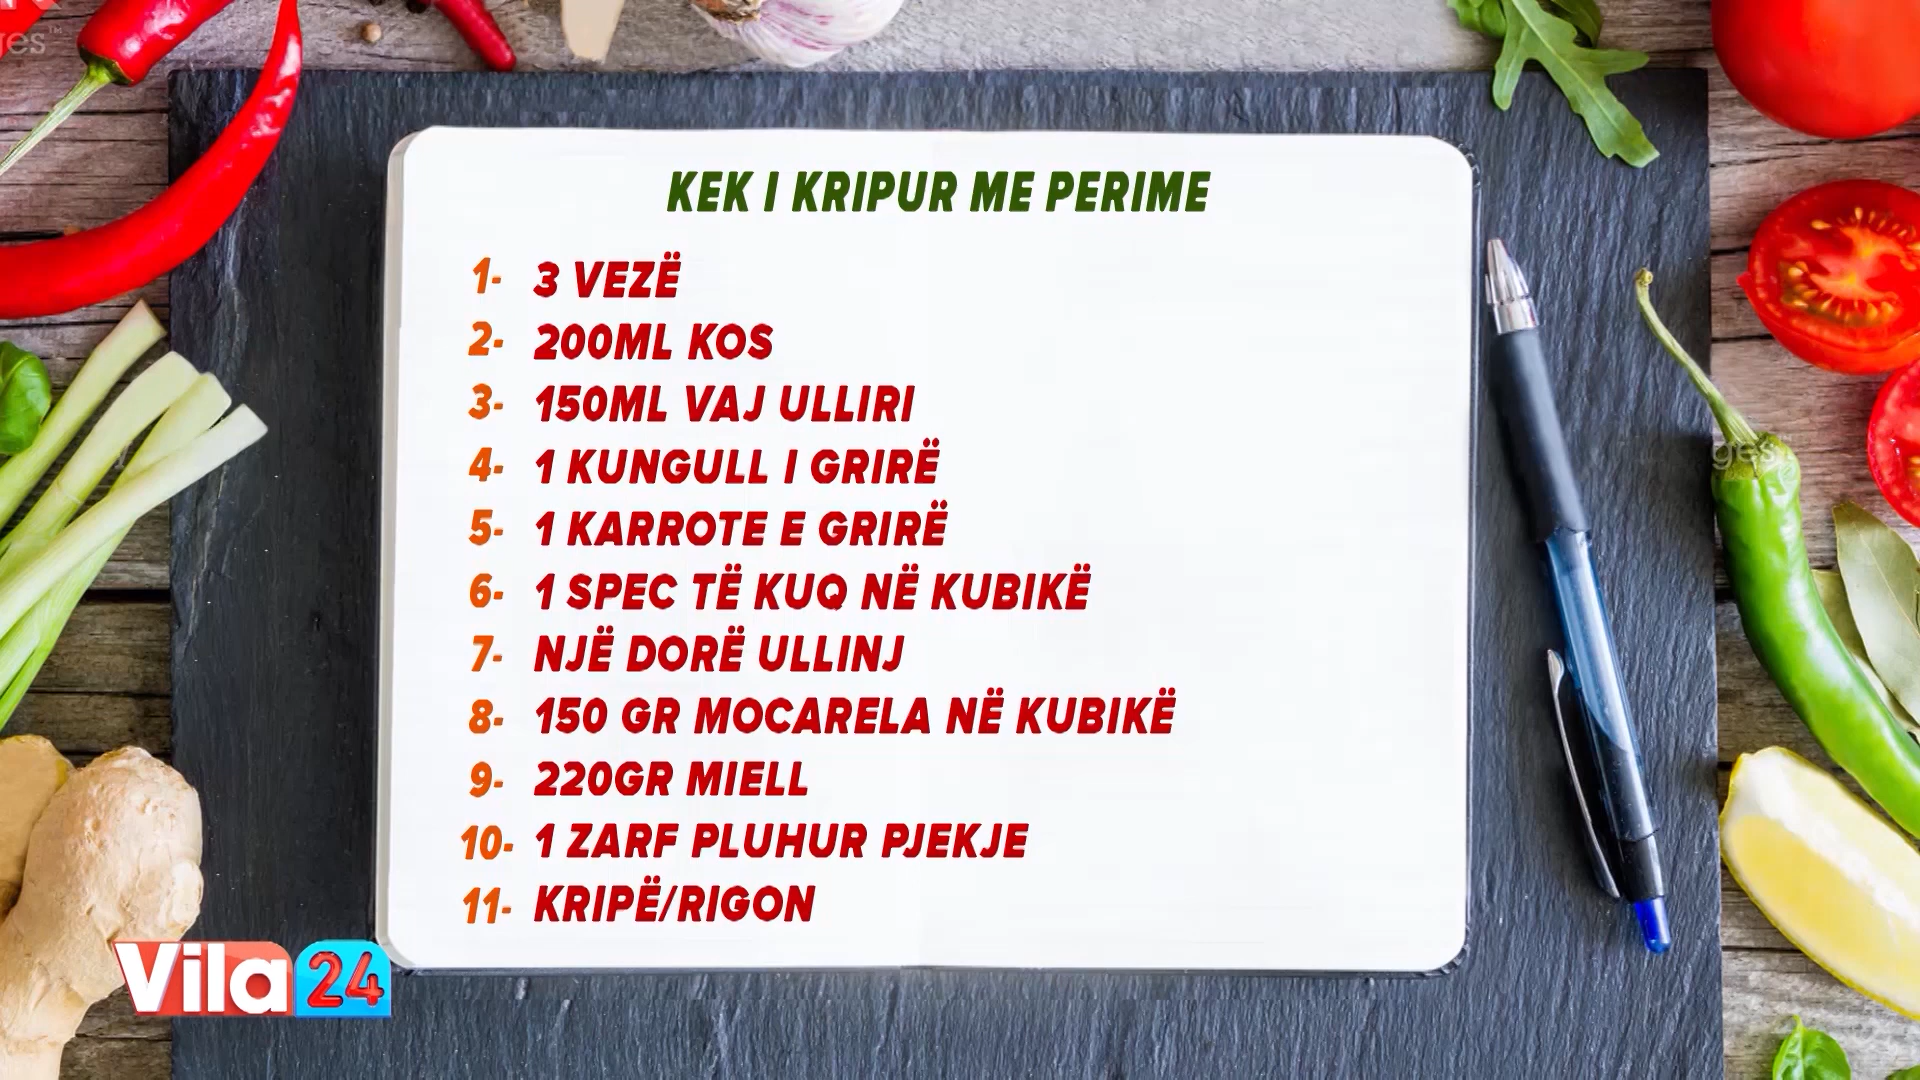 KEK I KRIPUR ME PERIME
1- 3 VEZË
2- 200ML KOS
3- 150ML VAJ ULLIRI
4- 1 KUNGULL I GRIRË
5- 1 KARROTE E GRIRË
6- 1 SPEC TË KUQ NË KUBIKË
7- NJË DORË ULLINJ
8- 150 GR MOCARELA NË KUBIKË
9- 220GR MIELL
10- 1 ZARF PLUHUR PJEKJE
11- KRIPË/RIGON
Vila 24